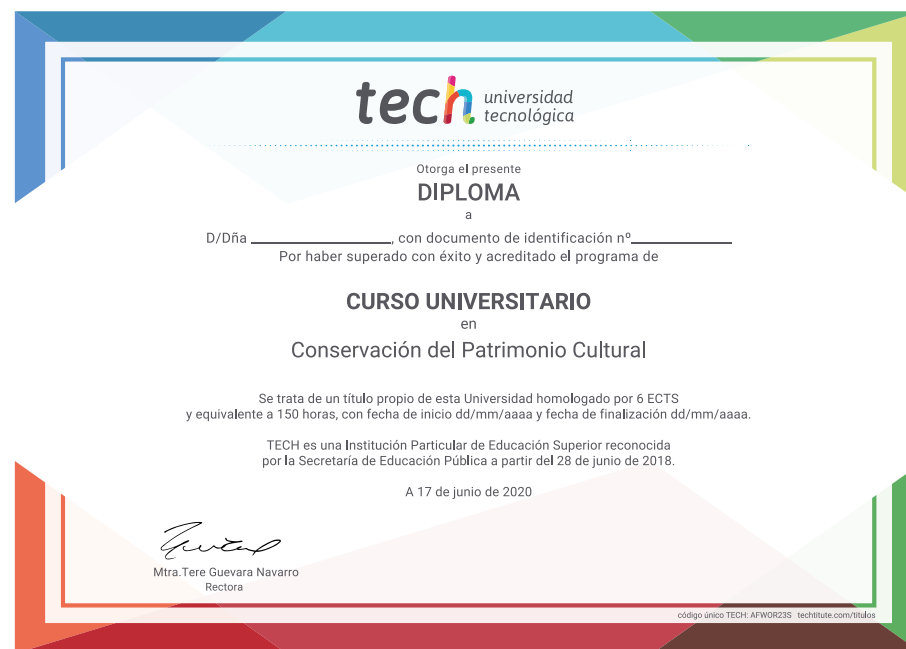 tech universidad
tecnológica
Otorga el presente
DIPLOMA
a
D/Dña ____________________, con documento de identificación nº______________
Por haber superado con éxito y acreditado el programa de
CURSO UNIVERSITARIO
en
Conservación del Patrimonio Cultural
Se trata de un título propio de esta Universidad homologado por 6 ECTS
y equivalente a 150 horas, con fecha de inicio dd/mm/aaaa y fecha de finalización dd/mm/aaaa.
TECH es una Institución Particular de Educación Superior reconocida
por la Secretaría de Educación Pública a partir del 28 de junio de 2018.
A 17 de junio de 2020
Mtra.Tere Guevara Navarro
Rectora
código único TECH: AFWOR23S techtitute.com/titulos